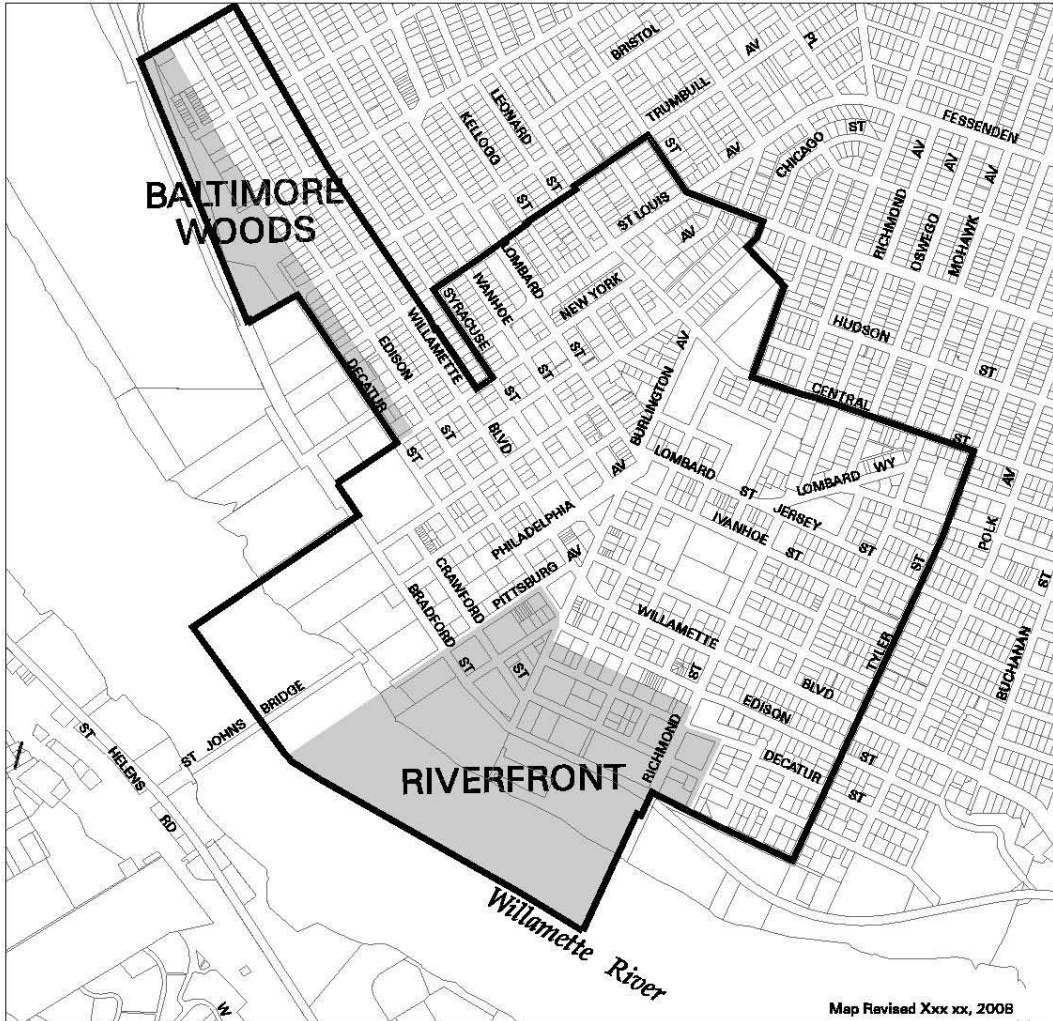 BRISTOL
AV
PL
LEONARD
TRUMBULL
KELLOGG
FESSENDEN
ST
CHICAGO
ST
ST
AV
AV
AV
AV
BALTIMORE
WOODS
ST
ST
ST LOUIS
RICHMOND
OSWEGO
MOHAWK
AV
LOMBARD
IVANHOE
SYRACUSE
NEW YORK
WILLAMETTE
HUDSON
EDISON
AV
ST
ST
DECATUR
ST
ST
BURLINGTON
CENTRAL
ST
ST
BLVD
ST
LOMBARD
AV
LOMBARD WY
AV
ST
JERSEY
IVANHOE
PHILADELPHIA
POLK
ST
ST
ST
AV
CRAWFORD
PITTSBURG
BRADFORD
ST
WILLAMETTE
TYLER
BUCHANAN
ST
ST
ST
BLVD
BRIDGE
EDISON
ST JOHNS
ST HELENS RD
RICHMOND
DECATUR
ST
RIVERFRONT
ST
Willamette River
W
Map Revised Xxx xx, 2008